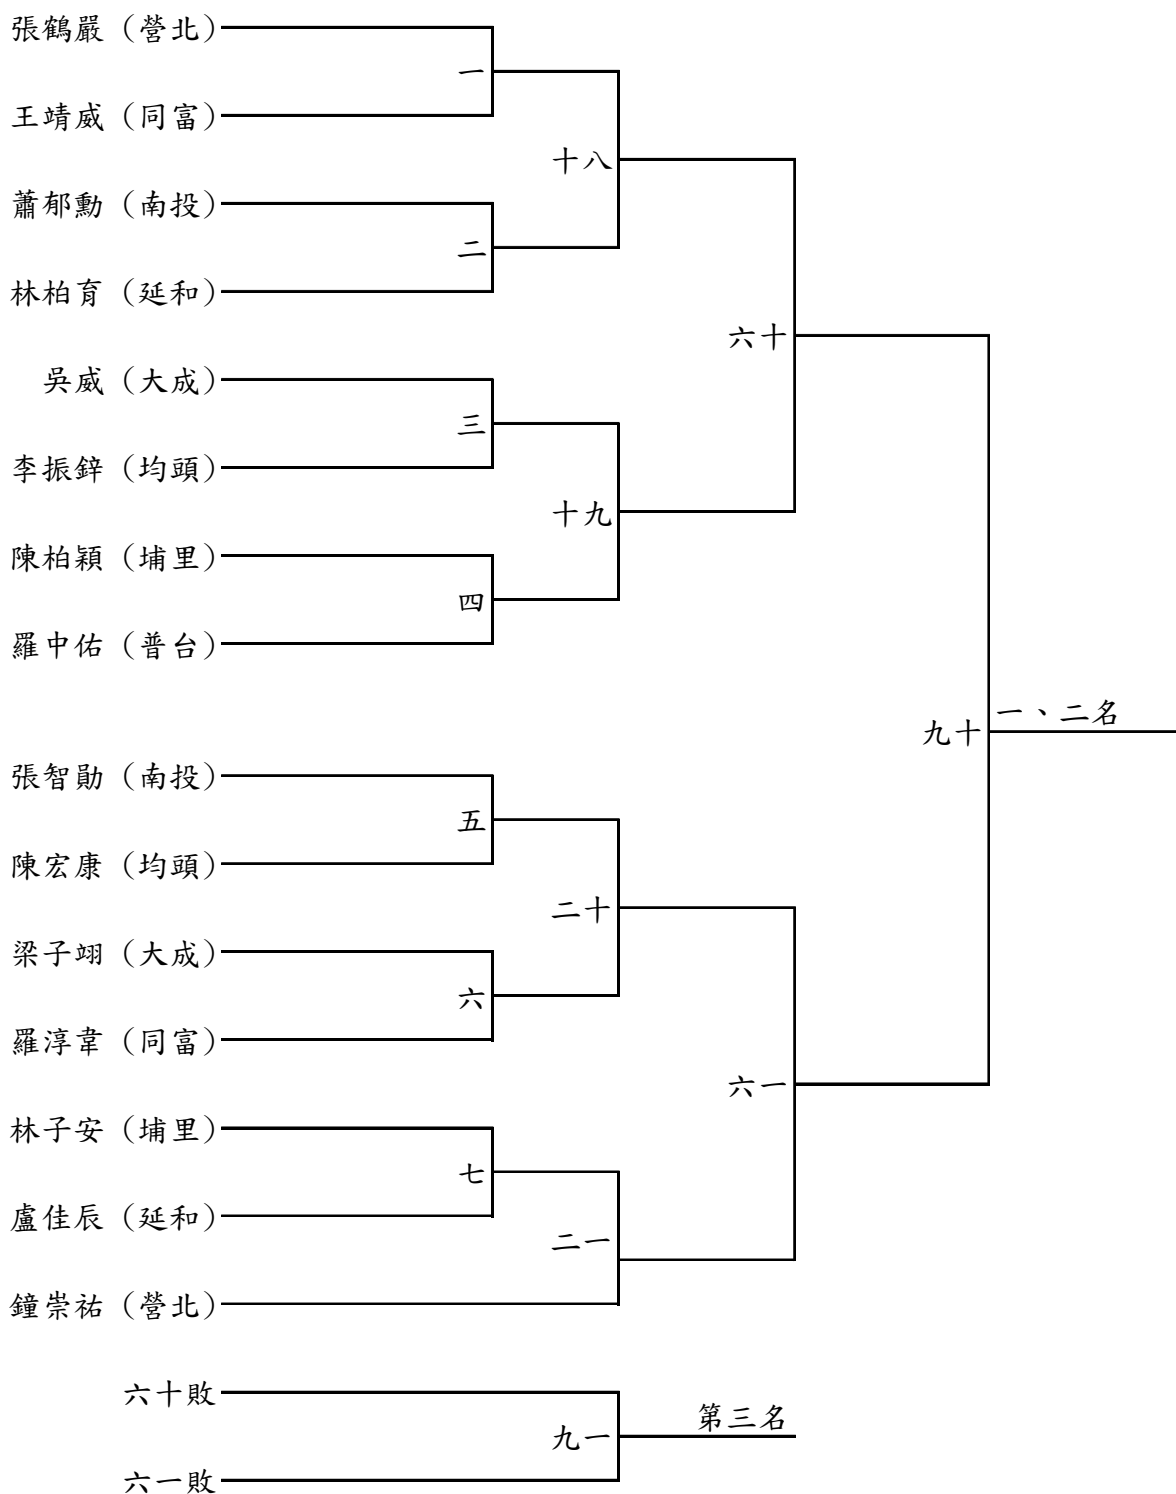 張鶴嚴（營北）
一
王靖威（同富）
十八
蕭郁勳（南投）
二
林柏育（延和）
六十
吳威（大成）
三
李振鋅（均頭）
十九
陳柏穎（埔里）
四
羅中佑（普台）
一、二名
九十
張智勛（南投）
五
陳宏康（均頭）
二十
梁子翊（大成）
六
羅淳韋（同富）
六一
林子安（埔里）
七
盧佳辰（延和）
二一
鐘崇祐（營北）
六十敗
九一
第三名
六一敗